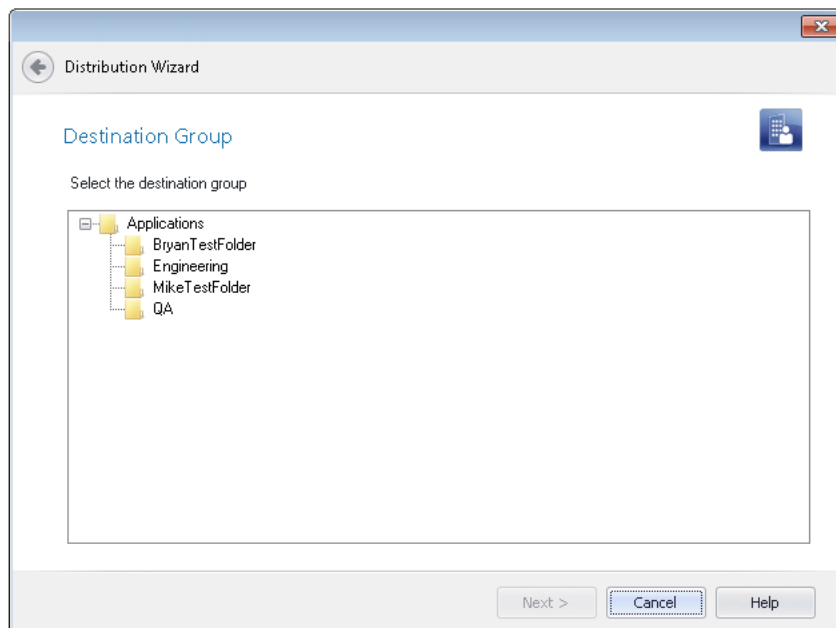 Distribution Wizard
Destination Group
Select the destination group
Applications
BryanTestFolder
Engineering
MikeTestFolder
QA
Next >
Cancel
Help